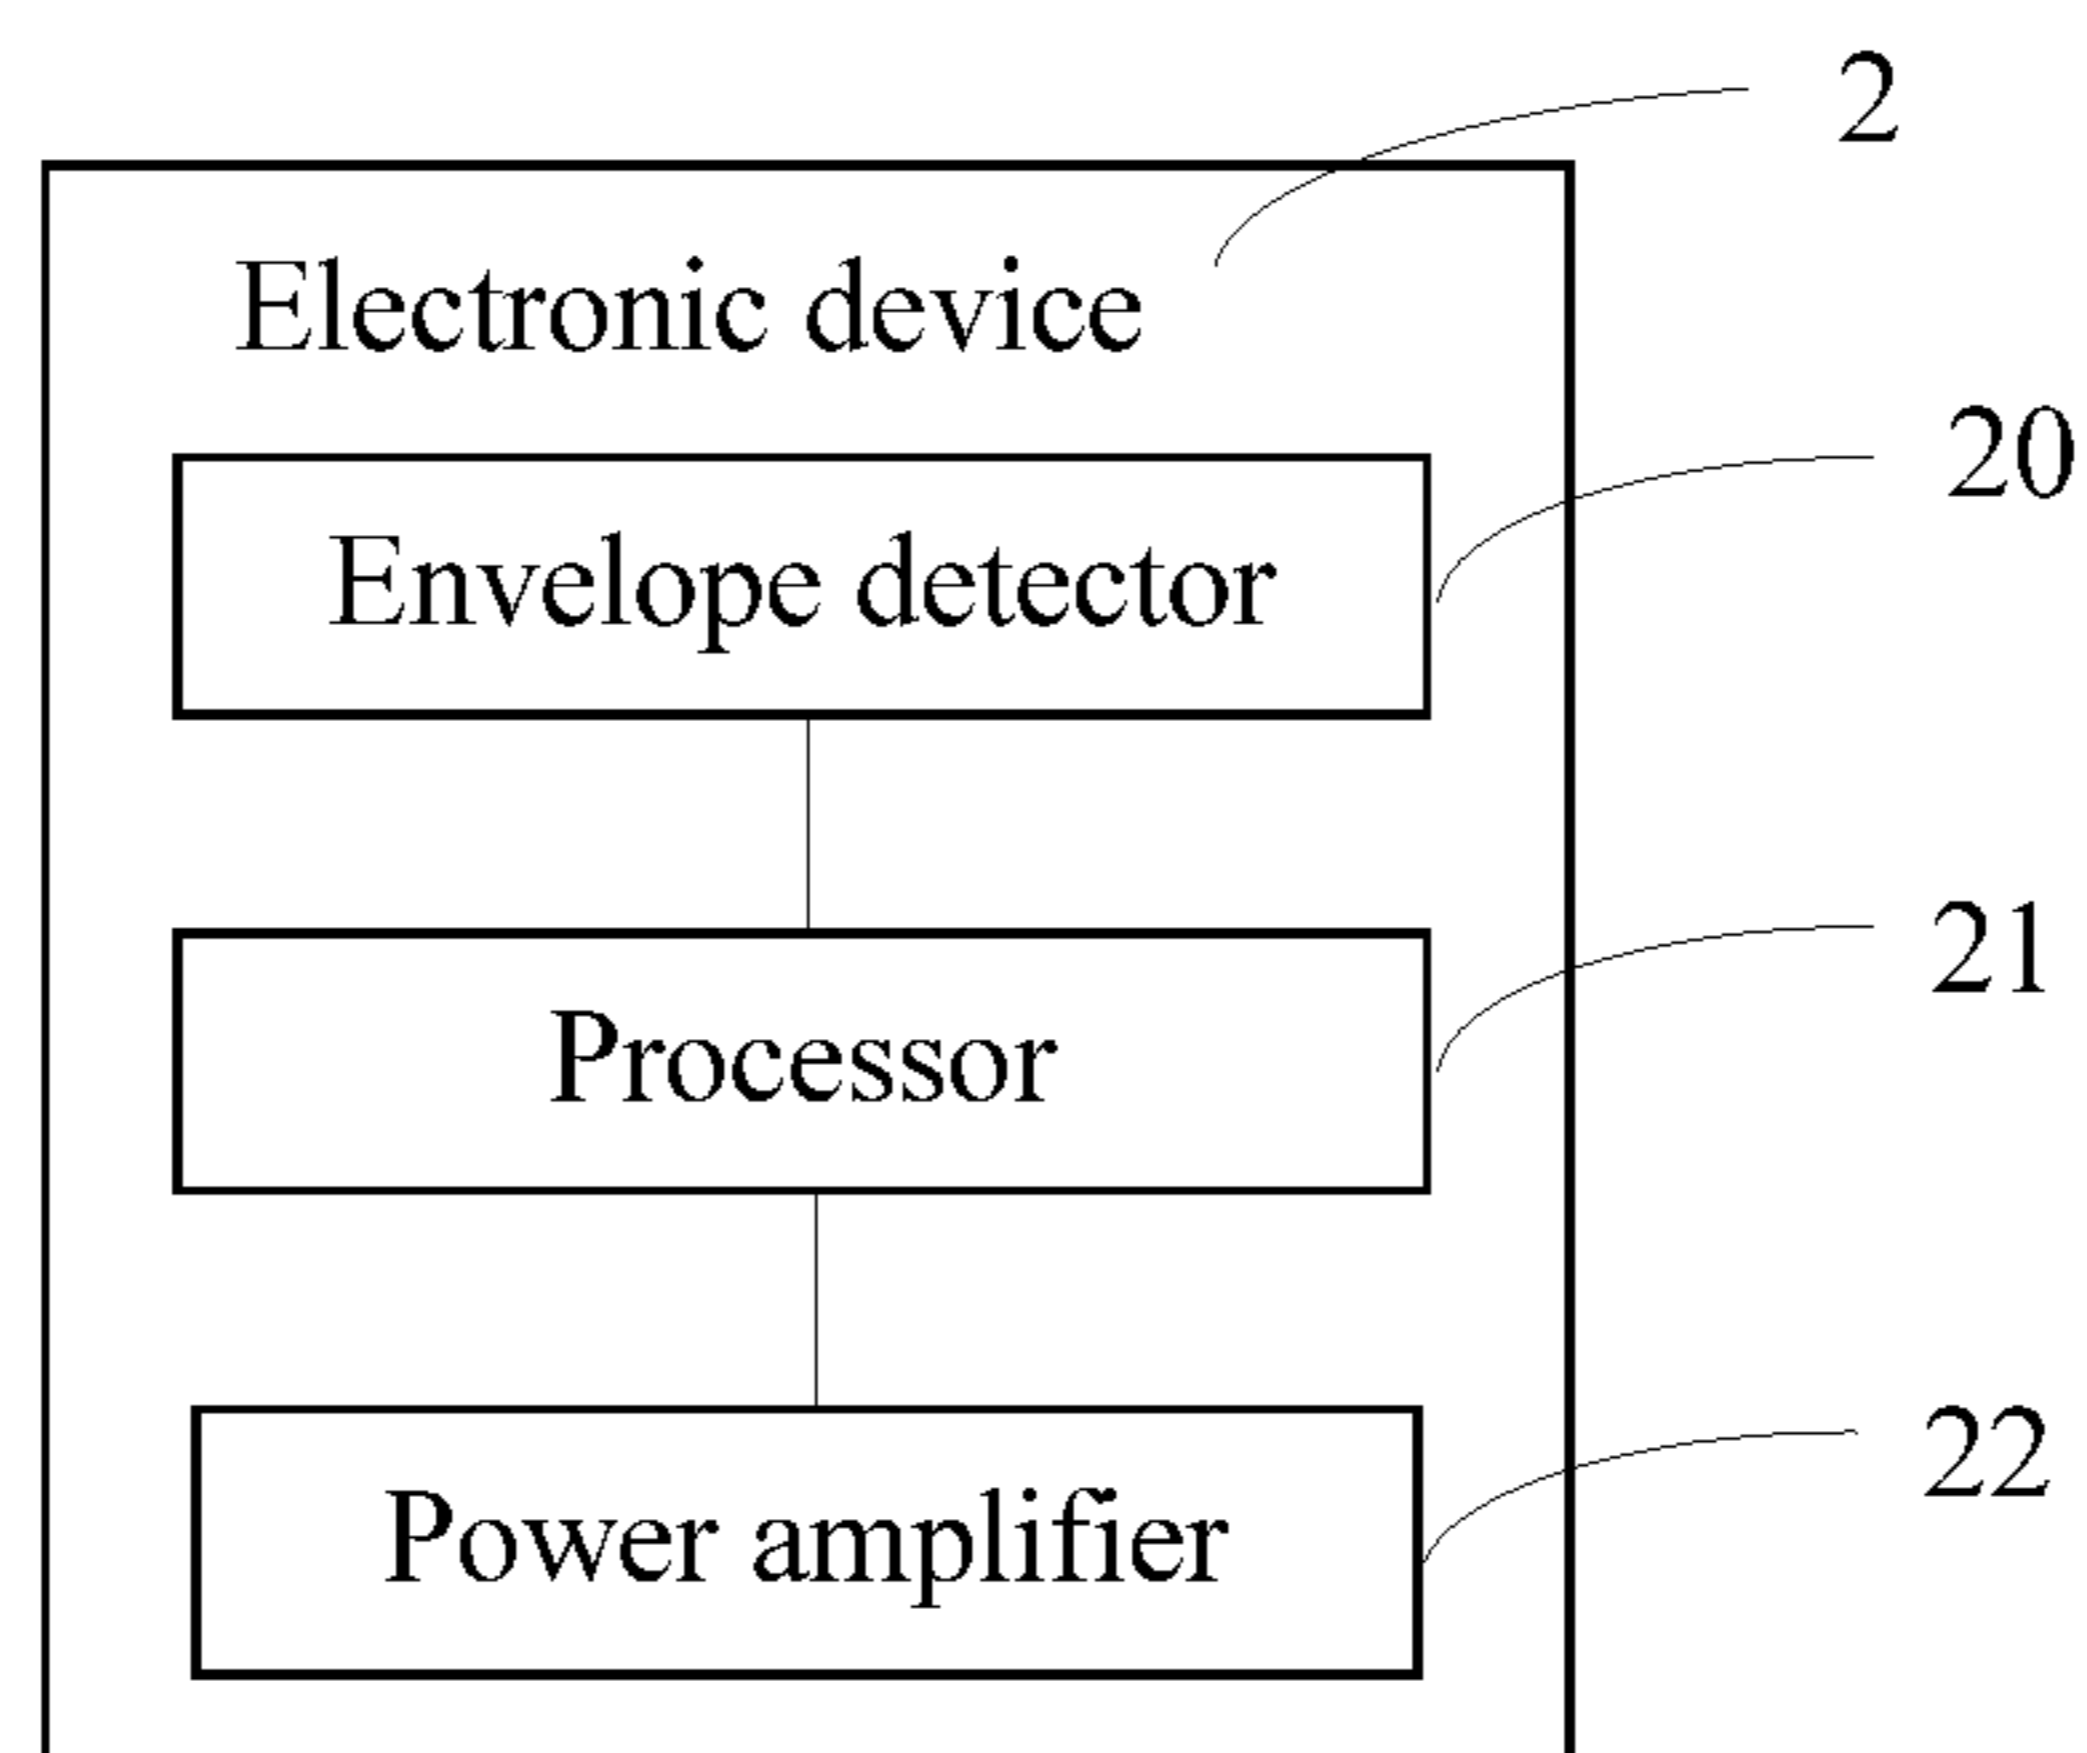 2
Electronic device
20
Envelope detector
21
Processor
22
Power amplifier